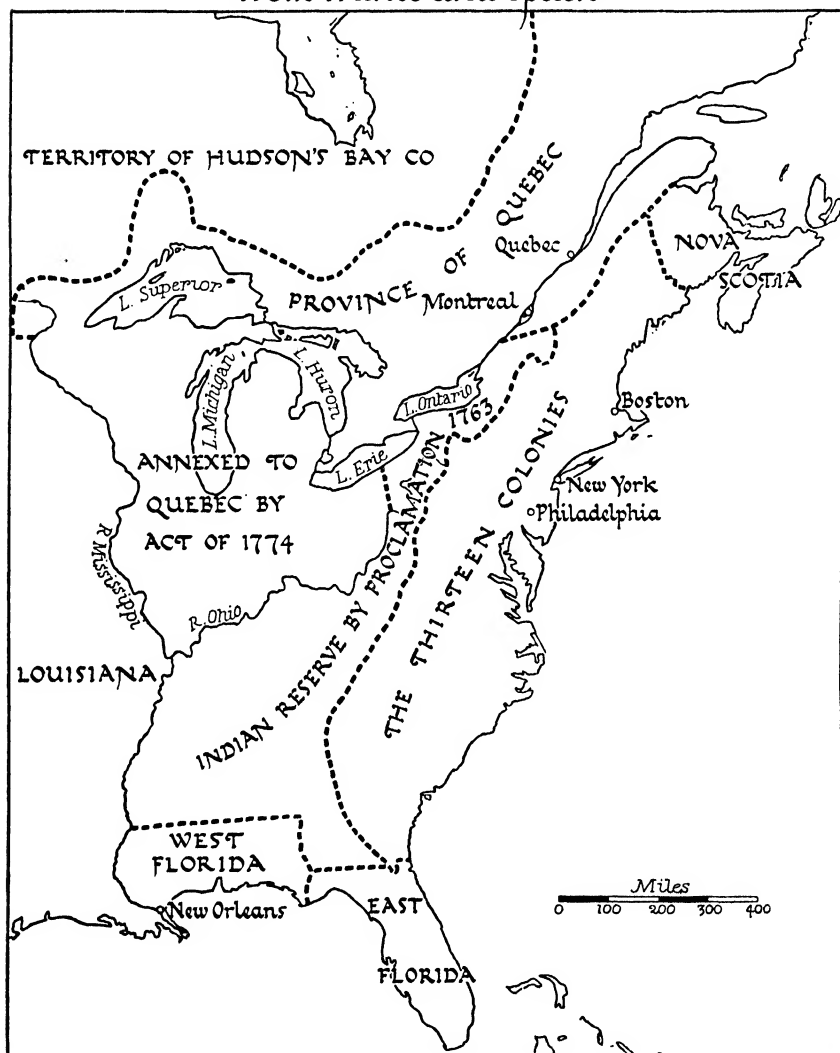 TERRITORY OF HUDSON'S BAY CO
PROVINCE OF QUEBEC
Quebec
NOVA
SCOTIA
L. Superior
Montreal
L. Michigan
L. Huron
L. Ontario
L. Erie
Boston
New York
Philadelphia
ANNEXED TO
QUEBEC BY
ACT OF 1774
R. Mississippi
R. Ohio
INDIAN RESERVE BY PROCLAMATION 1763
THE THIRTEEN COLONIES
LOUISIANA
WEST
FLORIDA
New Orleans
EAST
FLORIDA
Miles
0 100 200 300 400